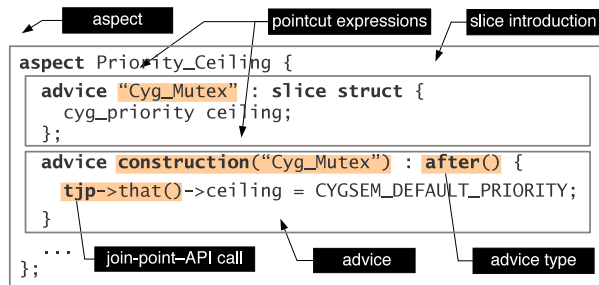 aspect
pointcut expressions
slice introduction
aspect Priority_Ceiling {
advice “Cyg_Mutex” : slice struct {
cyg_priority ceiling;
};
advice construction(“Cyg_Mutex”) : after() {
tjp->that()->ceiling = CYGSEM_DEFAULT_PRIORITY;
}
...
};
join-point–API call
advice
advice type